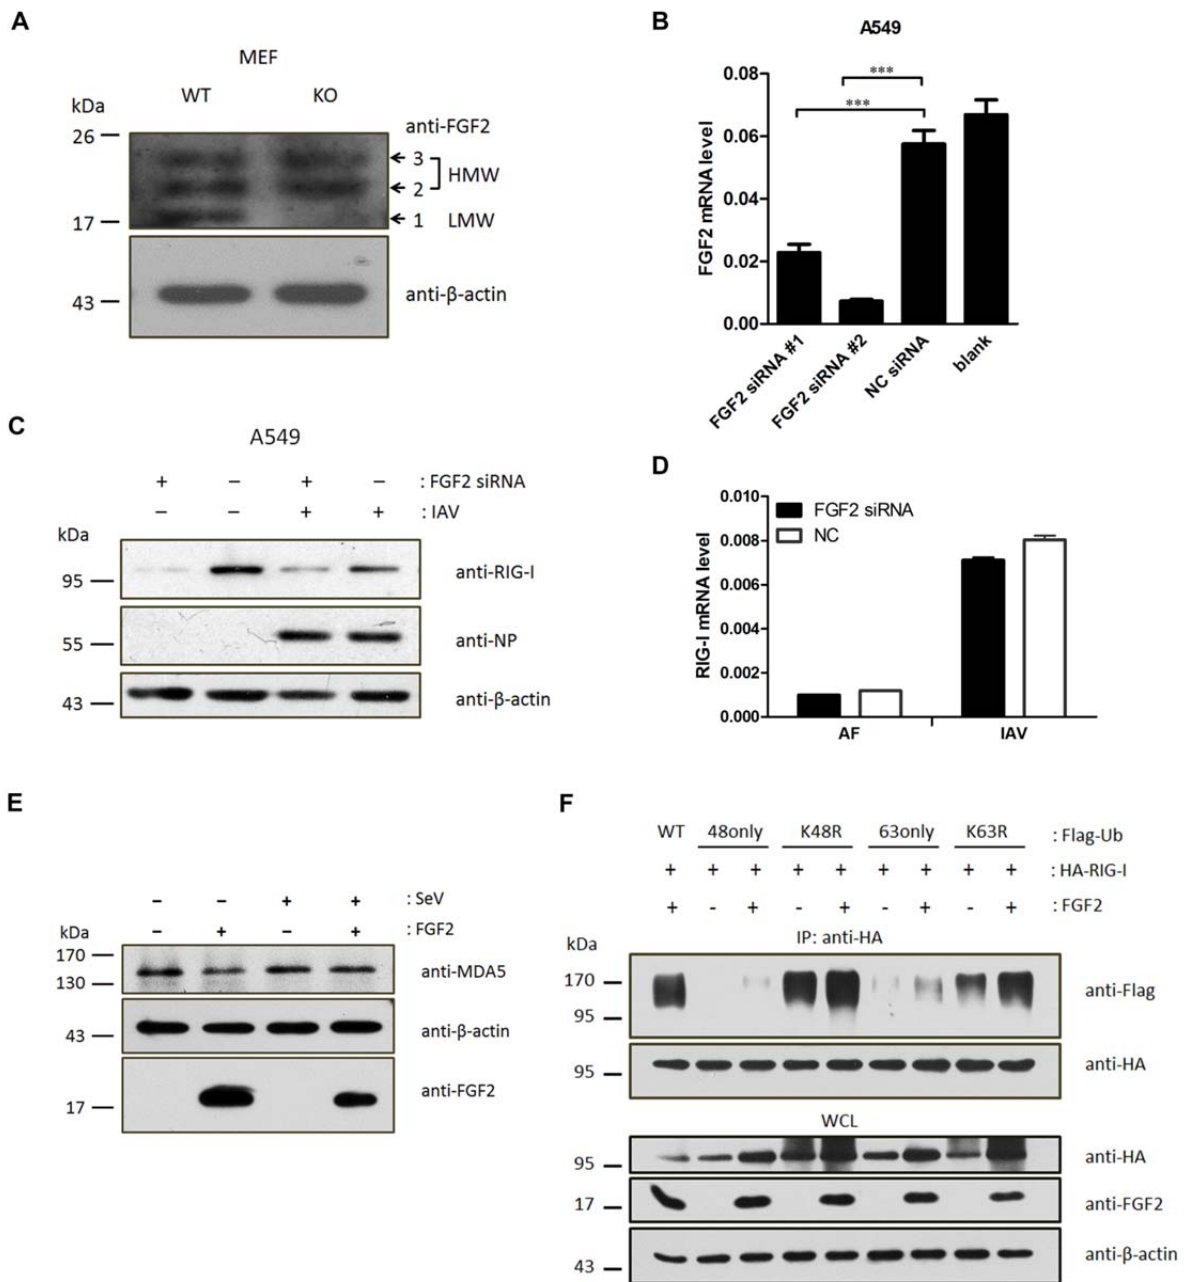 A
MEF
WT KO
kDa
anti-FGF2
26
3
HMW
2
17
1 LMW
43
anti-β-actin
B
A549
FGF2 mRNA level
0.08
0.06
0.04
0.02
0.00
***
***
FGF2 siRNA #1
FGF2 siRNA #2
NC siRNA
blank
C
A549
+ – + – : FGF2 siRNA
– – + + : IAV
kDa
95
anti-RIG-I
55
anti-NP
43
anti-β-actin
D
RIG-I mRNA level
0.010
0.008
0.006
0.004
0.002
0.000
FGF2 siRNA
NC
AF IAV
E
– – + + : SeV
– + – + : FGF2
kDa
170
130
anti-MDA5
43
anti-β-actin
17
anti-FGF2
F
WT 48only K48R 63only K63R : Flag-Ub
+ + + + + + + + + :HA-RIG-I
+ - + - + - + - + :FGF2
IP: anti-HA
kDa
170
95
anti-Flag
95
anti-HA
WCL
95
anti-HA
17
anti-FGF2
43
anti-β-actin